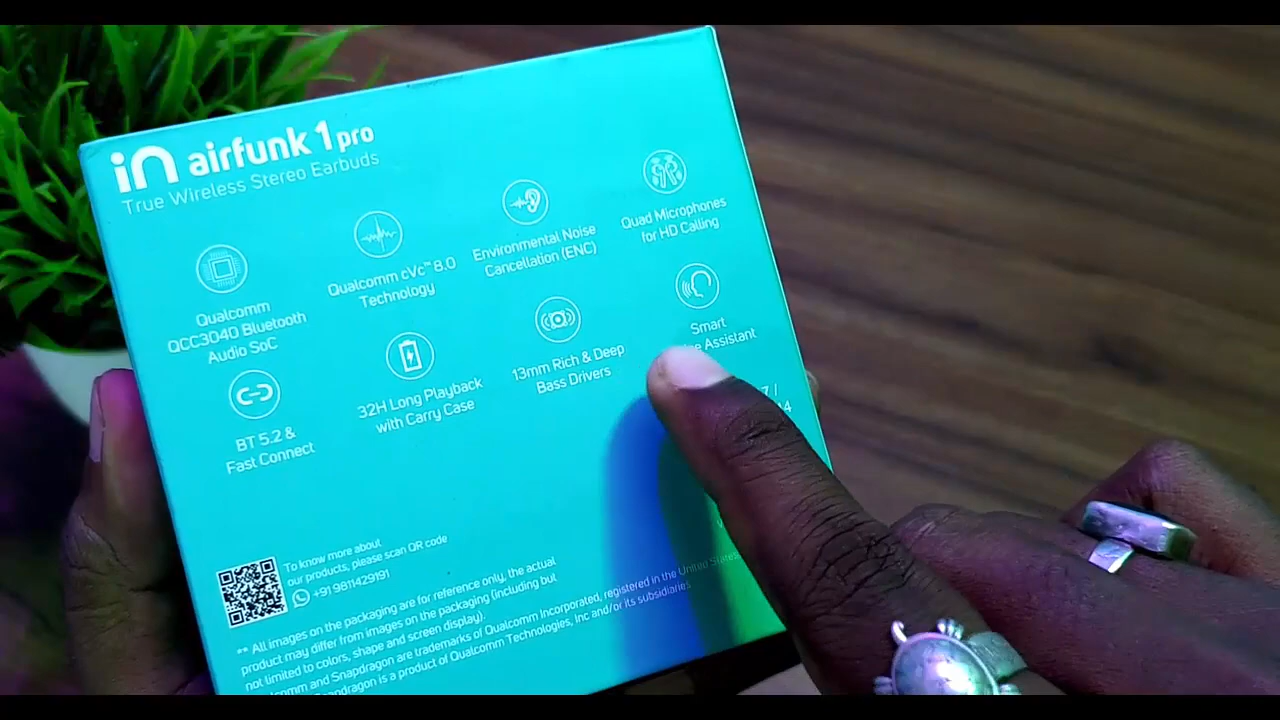 in airfunk 1 pro
True Wireless Stereo Earbuds
Qualcomm
QCC3040 Bluetooth
Audio SoC
Qualcomm cVc™ 8.0
Technology
Environmental Noise
Cancellation (ENC)
Quad Microphones
for HD Calling
BT 5.2 &
Fast Connect
32H Long Playback
with Carry Case
13mm Rich & Deep
Bass Drivers
Smart
Assistant
To know more about
our products, please scan QR code
+91 9811429191
** All images on the packaging are for reference only, the actual
product may differ from images on the packaging (including but
not limited to colors, shape and screen display).
and Snapdragon are trademarks of Qualcomm Incorporated, registered in the United States
is a product of Qualcomm Technologies, Inc and/or its subsidiaries.